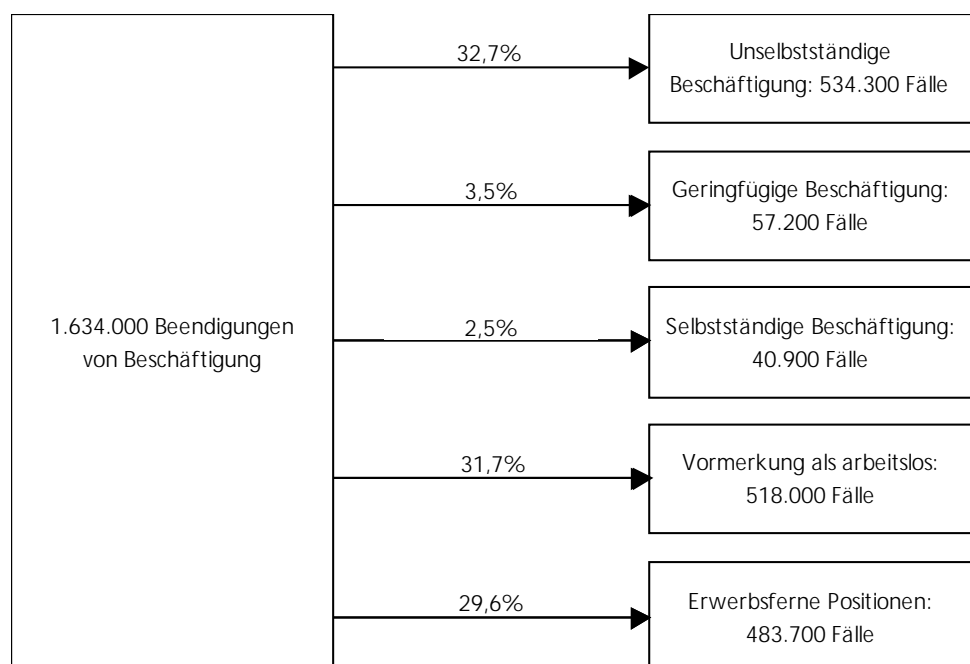 32,7%
Unselbstständige
Beschäftigung: 534.300 Fälle
3,5%
Geringfügige Beschäftigung:
57.200 Fälle
1.634.000 Beendigungen
von Beschäftigung
2,5%
Selbstständige Beschäftigung:
40.900 Fälle
31,7%
Vormerkung als arbeitslos:
518.000 Fälle
29,6%
Erwerbsferne Positionen:
483.700 Fälle